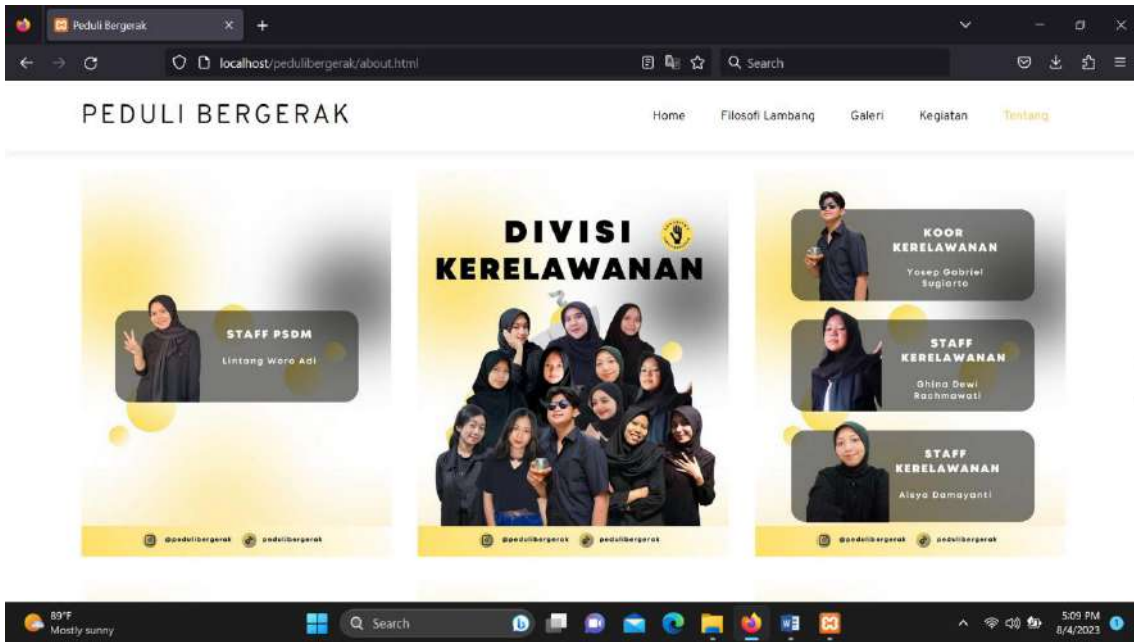 Peduli Bergerak
localhost/pedulibergerak/about.html
Search
PEDULI BERGERAK
Home Filosofi Lambang Galeri Kegiatan Tentang
STAFF PSDM
Lintang Woro Adi
@pedulibergerak pedulibergerak
DIVISI
KERELAWANAN
@pedulibergerak pedulibergerak
KOOR
KERELAWANAN
Yosep Gabriel
Sugiarto
STAFF
KERELAWANAN
Ghina Dewi
Rachmawati
STAFF
KERELAWANAN
Aisya Damayanti
@pedulibergerak pedulibergerak
89°F
Mostly sunny
Search
5:09 PM
8/4/2023
1